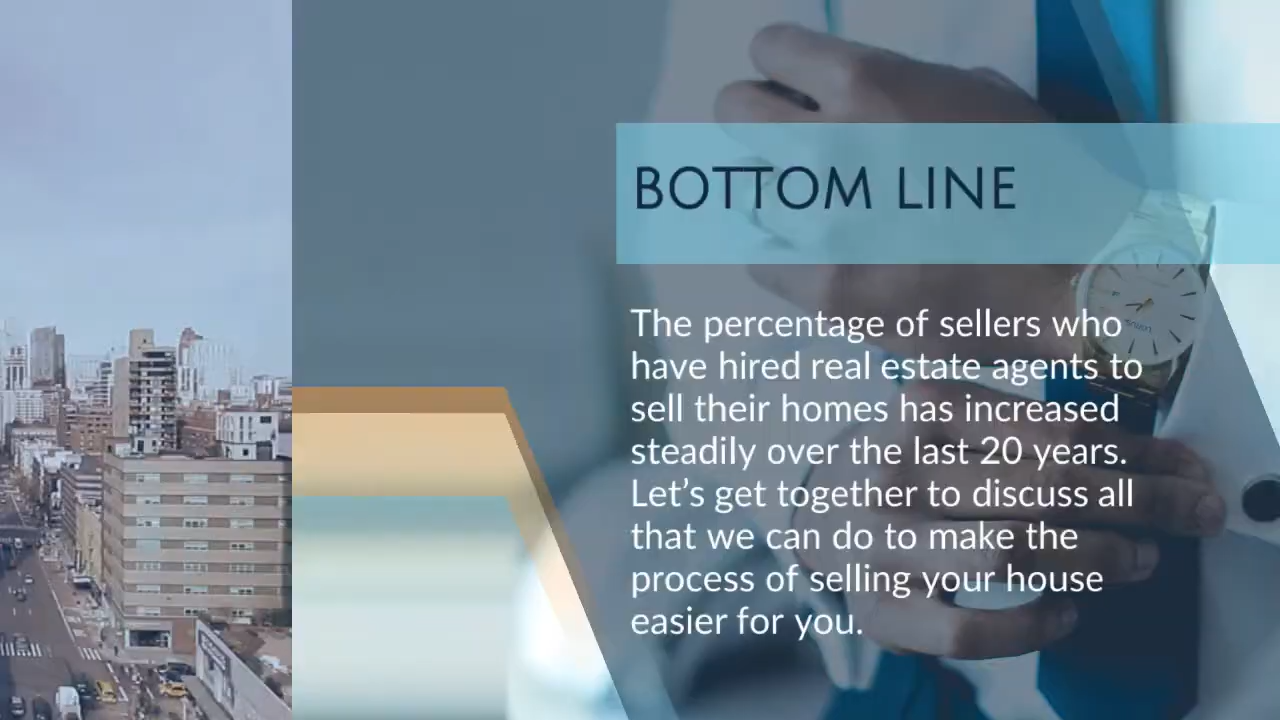 BOTTOM LINE
The percentage of sellers who
have hired real estate agents to
sell their homes has increased
steadily over the last 20 years.
Let’s get together to discuss all
that we can do to make the
process of selling your house
easier for you.